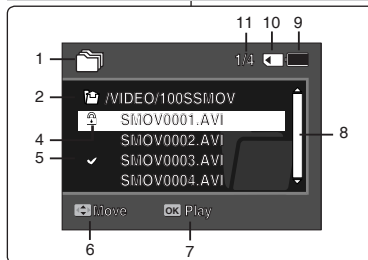 11 10 9
1 1/4
2 /VIDEO/100SSMOV
SMOV0001.AVI
4 SMOV0002.AVI 8
5 SMOV0003.AVI
SMOV0004.AVI
Move OK Play
6 7